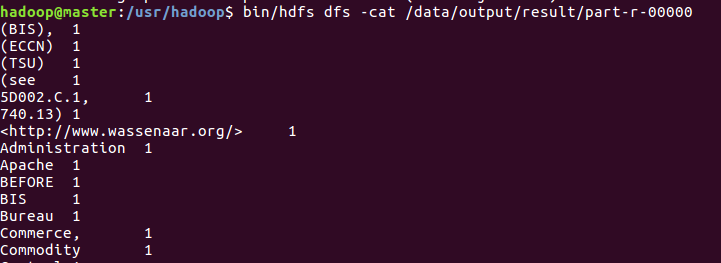 hadoop@master:/usr/hadoop$ bin/hdfs dfs -cat /data/output/result/part-r-00000
(BIS),  1
(ECCN)  1
(TSU)   1
(see    1
5D002.C.1,      1
740.13) 1
<http://www.wassenaar.org/>     1
Administration  1
Apache  1
BEFORE  1
BIS     1
Bureau  1
Commerce,       1
Commodity       1